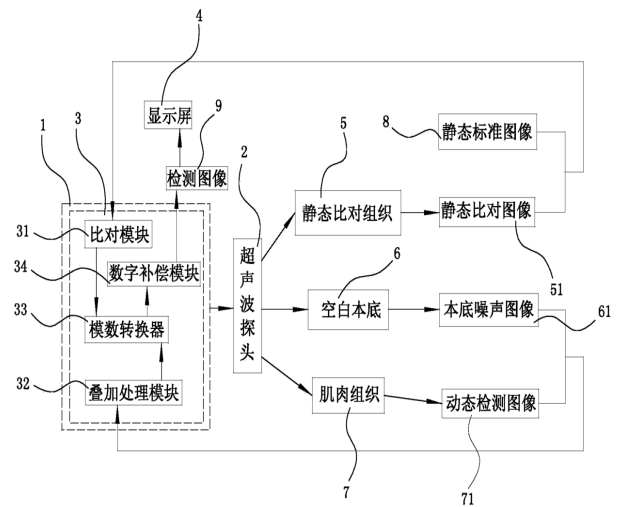 4
显示屏
9
检测图像
1
3
31
比对模块
34
数字补偿模块
33
模数转换器
32
叠加处理模块
2
超声波探头
5
静态比对组织
8
静态标准图像
静态比对图像
51
6
空白本底
本底噪声图像
61
肌肉组织
7
动态检测图像
71